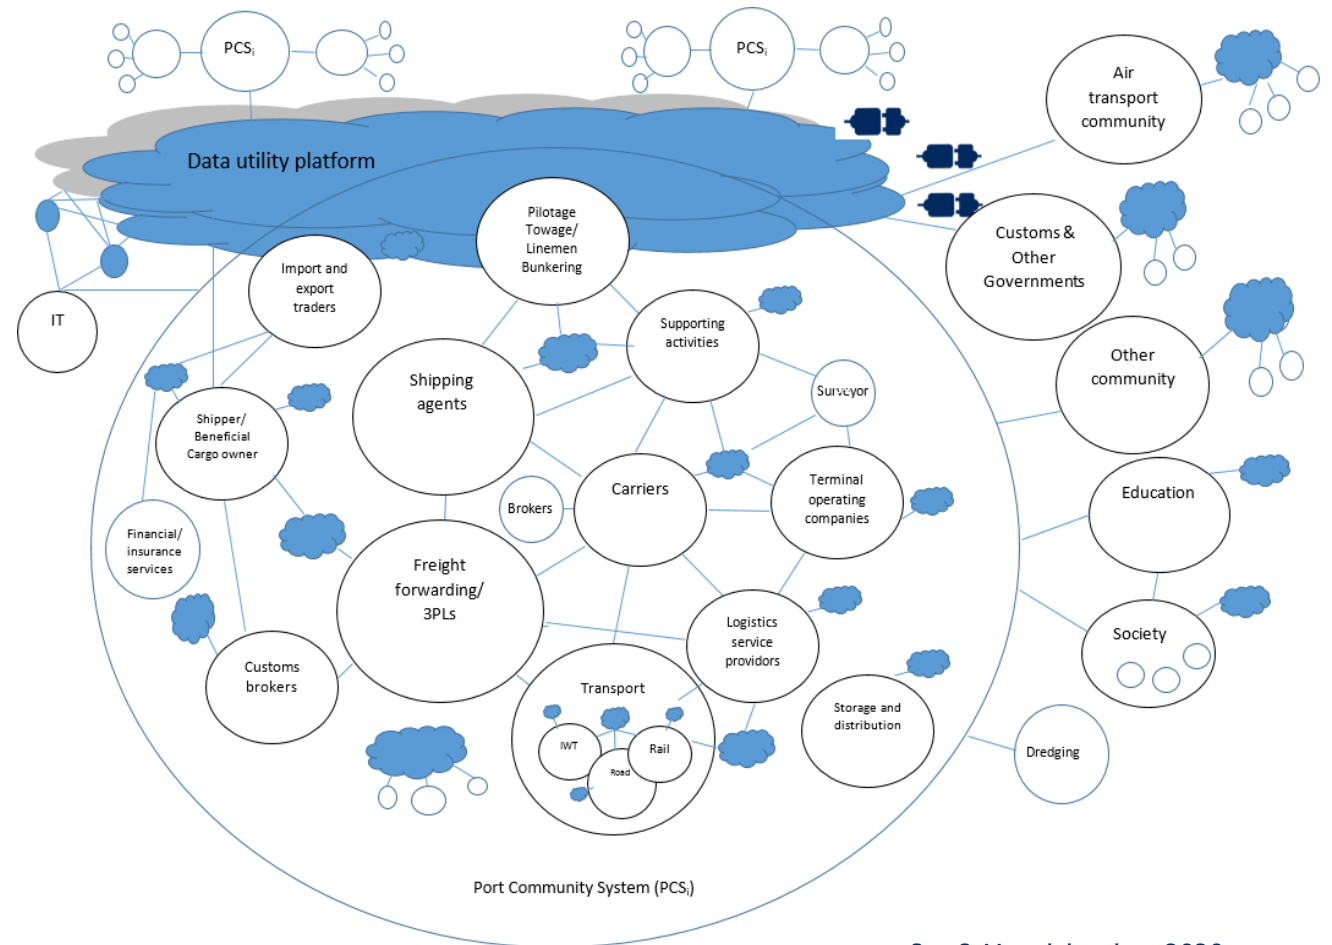 PCSi
PCSi
Air
transport
community
Data utility platform
Pilotage
Towage/
Linemen
Bunkering
Customs &
Other
Governments
Import and
export
traders
IT
Supporting
activities
Other
community
Shipping
agents
Surveyor
Shipper/
Beneficial
Cargo owner
Carriers
Terminal
operating
companies
Education
Brokers
Financial/
insurance
services
Freight
forwarding/
3PLs
Logistics
service
providors
Society
Customs
brokers
Transport
Storage and
distribution
IWT
Rail
Road
Dredging
Port Community System (PCSi)